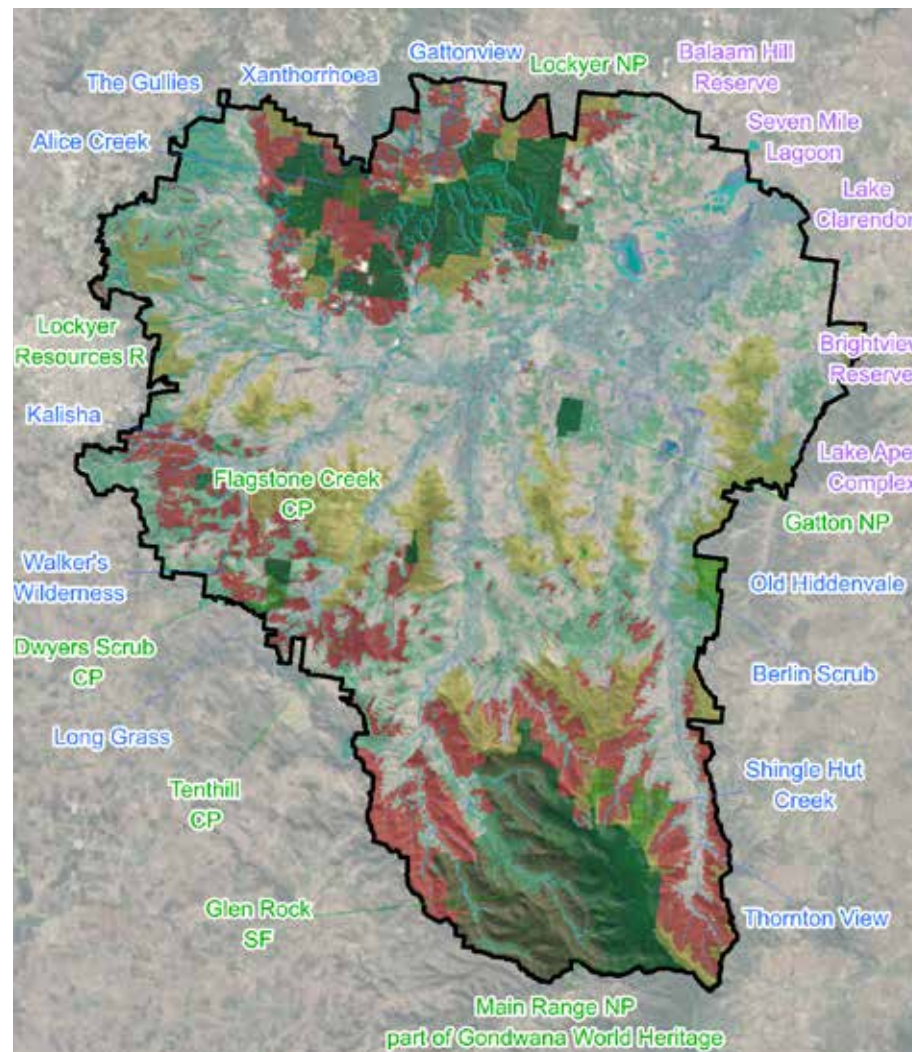 Gattonview
Lockyer NP
Balaam Hill
Reserve
The Gullies
Xanthorrhoea
Alice Creek
Seven Mile
Lagoon
Lake
Clarendon
Lockyer
Resources R
Brightview
Reserve
Kalisha
Flagstone Creek
CP
Lake Ape
Complex
Gatton NP
Walker's
Wilderness
Old Hiddenvale
Dwyers Scrub
CP
Berlin Scrub
Long Grass
Tenthill
CP
Shingle Hut
Creek
Glen Rock
SF
Thornton View
Main Range NP
part of Gondwana World Heritage